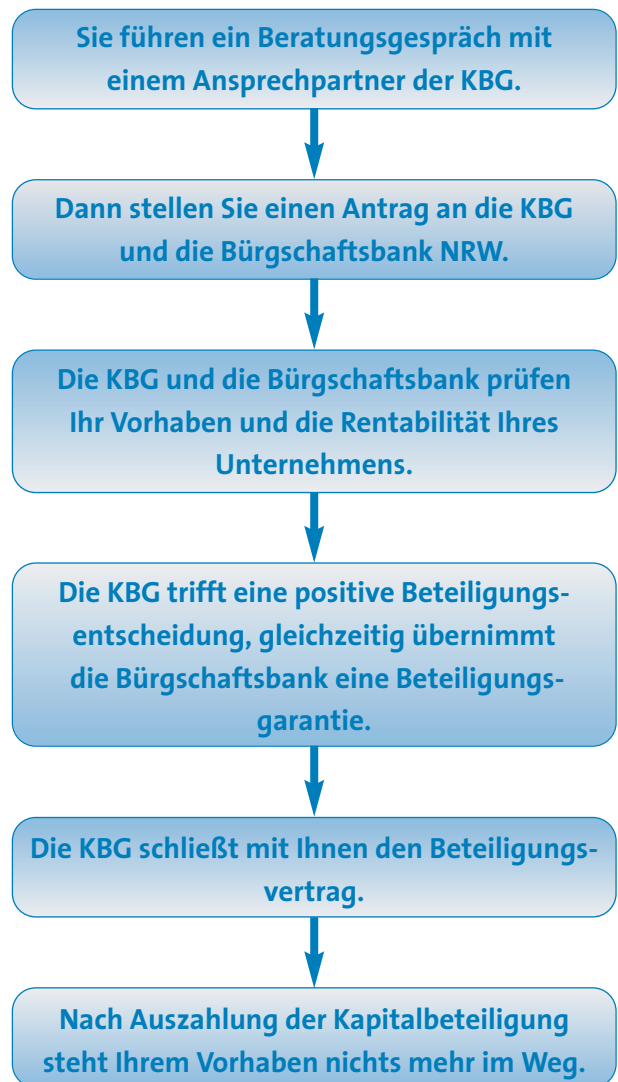 Sie führen ein Beratungsgespräch mit
einem Ansprechpartner der KBG.
Dann stellen Sie einen Antrag an die KBG
und die Bürgschaftsbank NRW.
Die KBG und die Bürgschaftsbank prüfen
Ihr Vorhaben und die Rentabilität Ihres
Unternehmens.
Die KBG trifft eine positive Beteiligungs-
entscheidung, gleichzeitig übernimmt
die Bürgschaftsbank eine Beteiligungs-
garantie.
Die KBG schließt mit Ihnen den Beteiligungs-
vertrag.
Nach Auszahlung der Kapitalbeteiligung
steht Ihrem Vorhaben nichts mehr im Weg.